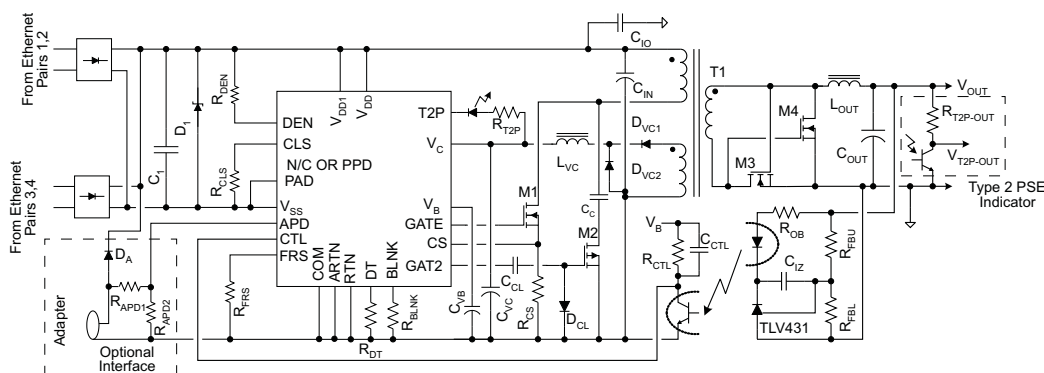 From Ethernet
Pairs 1,2
From Ethernet
Pairs 3,4
C1
D1
RDEN
RCLS
DEN
CLS
N/C OR PPD
PAD
VSS
APD
CTL
FRS
VDD1
VDD
T2P
VC
VB
GATE
CS
GAT2
COM
ARTN
RTN
DT
BLNK
DA
RAPD1
RAPD2
Adapter
Optional
Interface
RFRS
RDT
RBLNK
CVB
CVC
CCL
RCS
DCL
M1
M2
CC
RT2P
LVC
DVC1
DVC2
CIO
CIN
T1
M3
M4
LOUT
COUT
VOUT
RT2P-OUT
VT2P-OUT
Type 2 PSE
Indicator
VB
RCTL
CCTL
ROB
CIZ
RFBU
RFBL
TLV431